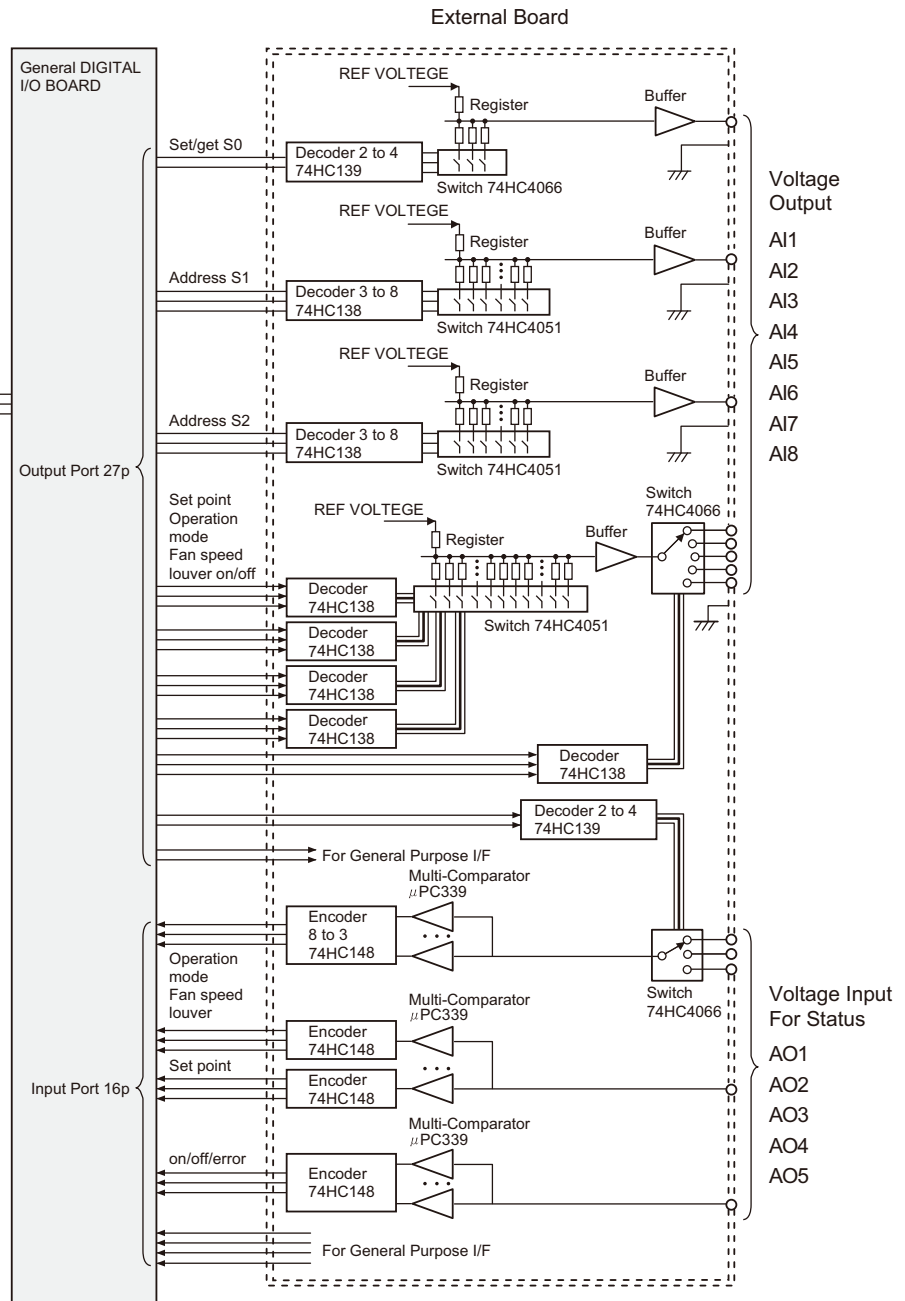 External Board
General DIGITAL
I/O BOARD
REF VOLTEGE
Register
Buffer
Set/get S0
Decoder 2 to 4
74HC139
Switch 74HC4066
REF VOLTEGE
Register
Buffer
Address S1
Decoder 3 to 8
74HC138
Switch 74HC4051
REF VOLTEGE
Register
Buffer
Address S2
Decoder 3 to 8
74HC138
Switch 74HC4051
Output Port 27p
Set point
Operation
mode
Fan speed
louver on/off
REF VOLTEGE
Register
Buffer
Switch
74HC4066
Decoder
74HC138
Switch 74HC4051
Decoder
74HC138
Decoder
74HC138
Decoder
74HC138
Decoder
74HC138
Decoder 2 to 4
74HC139
For General Purpose I/F
Voltage
Output
AI1
AI2
AI3
AI4
AI5
AI6
AI7
AI8
Multi-Comparator
μPC339
Encoder
8 to 3
74HC148
Switch
74HC4066
Operation
mode
Fan speed
louver
Multi-Comparator
μPC339
Encoder
74HC148
Set point
Encoder
74HC148
Input Port 16p
Multi-Comparator
μPC339
on/off/error
Encoder
74HC148
For General Purpose I/F
Voltage Input
For Status
AO1
AO2
AO3
AO4
AO5